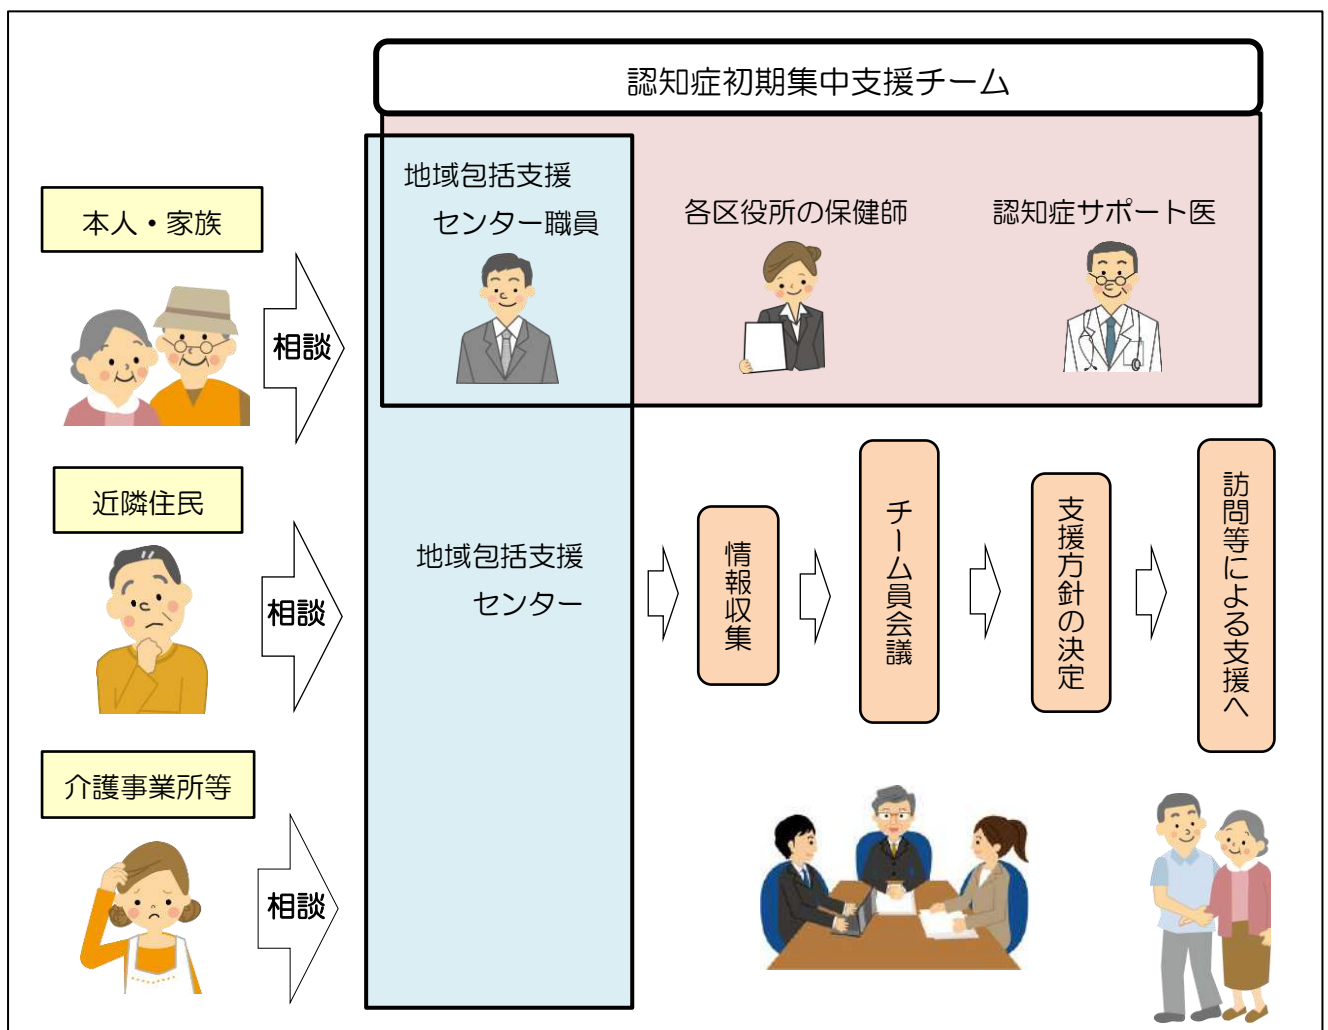 認知症初期集中支援チーム
地域包括支援
センター職員
各区役所の保健師
認知症サポート医
本人・家族
相談
近隣住民
相談
介護事業所等
相談
地域包括支援
センター
情報収集
チーム員会議
支援方針の決定
訪問等による支援へ